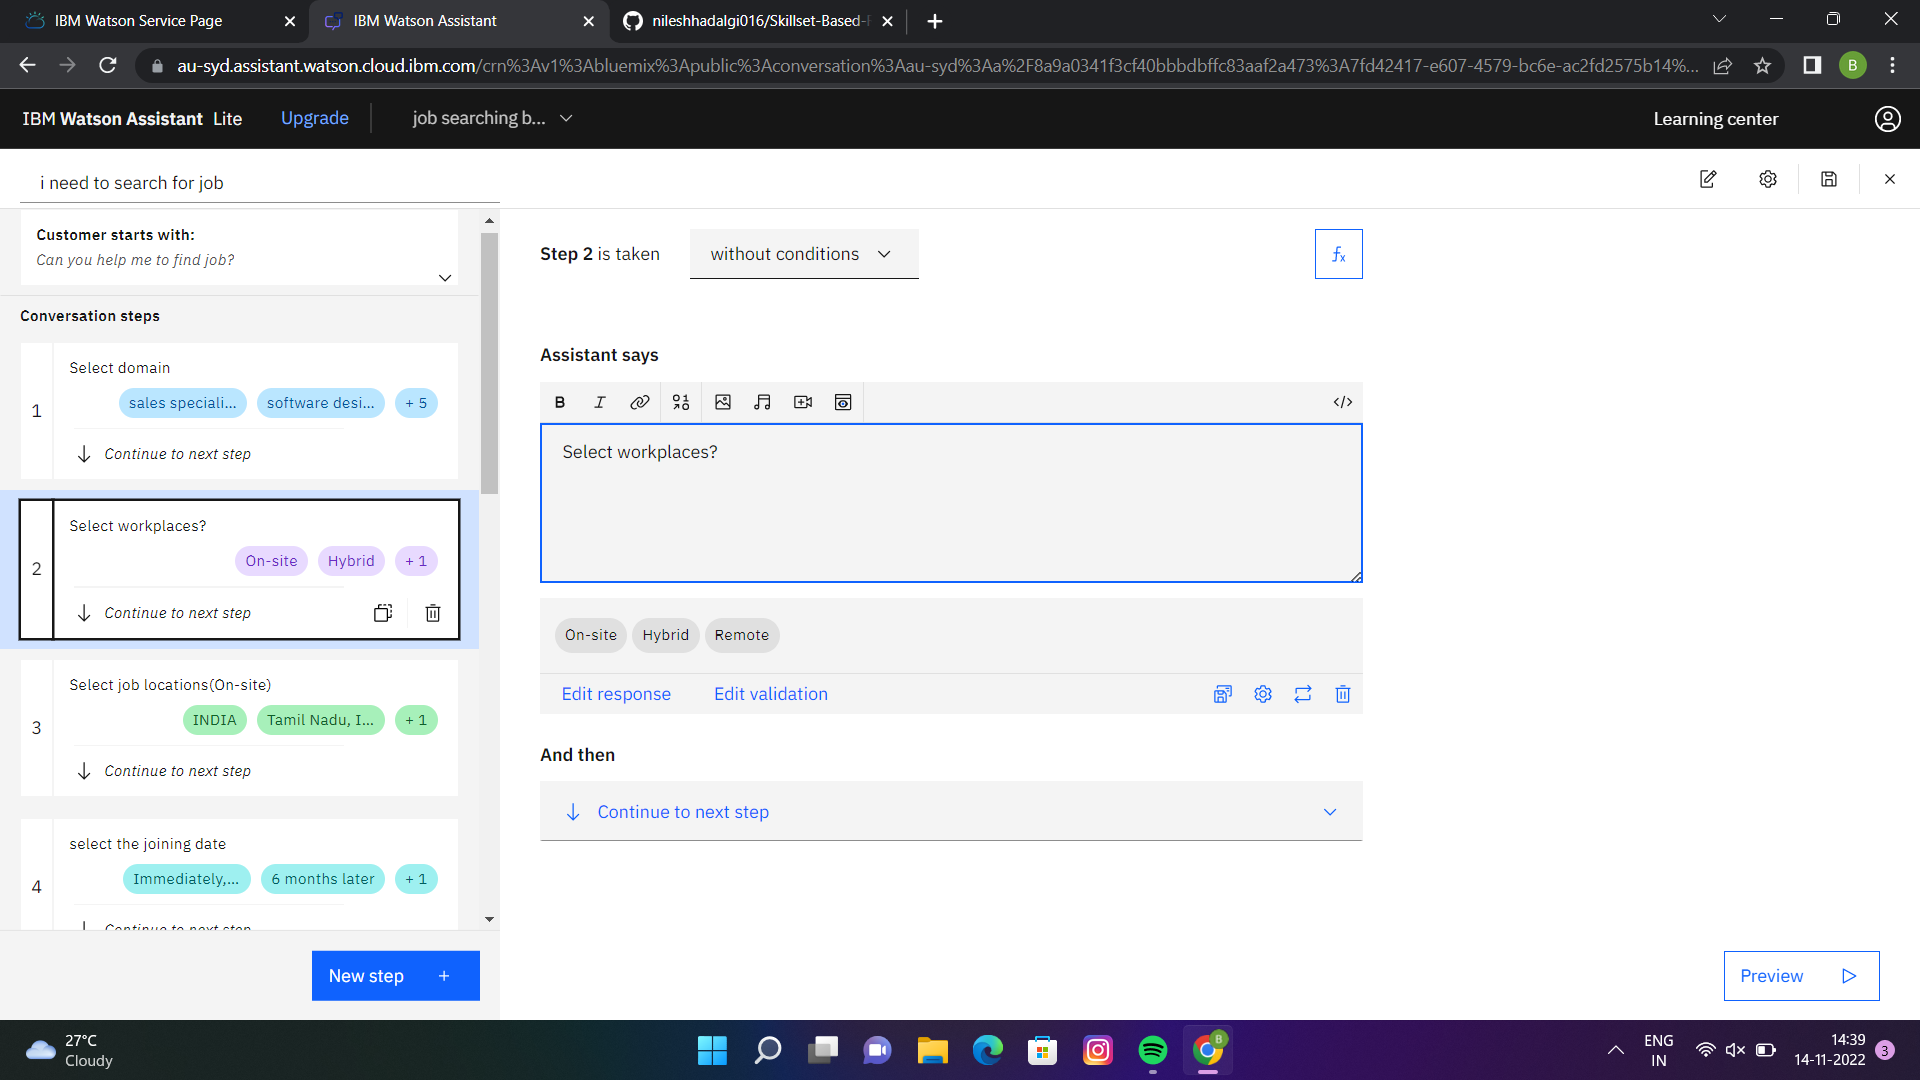 IBM Watson Service Page
IBM Watson Assistant
nileshhadalgi016/Skillset-Based-
au-syd.assistant.watson.cloud.ibm.com/crn%3Av1%3Abluemix%3Apublic%3Aconversation%3Aau-syd%3Aa%2F8a9a0341f3cf40bbbdbffc83aaf2a473%3A7fd42417-e607-4579-bc6e-ac2fd2575b14%...
B
IBM Watson Assistant Lite
Upgrade
job searching b...
Learning center
i need to search for job
Customer starts with:
Can you help me to find job?
Conversation steps
1
Select domain
sales speciali...
software desi...
+ 5
Continue to next step
2
Select workplaces?
On-site
Hybrid
+ 1
Continue to next step
3
Select job locations(On-site)
INDIA
Tamil Nadu, I...
+ 1
Continue to next step
4
select the joining date
Immediately,...
6 months later
+ 1
Continue to next step
New step +
Step 2 is taken
without conditions
fx
Assistant says
B
I
</>
Select workplaces?
On-site
Hybrid
Remote
Edit response
Edit validation
And then
Continue to next step
Preview
27°C
Cloudy
B
ENG
IN
14:39
14-11-2022
3